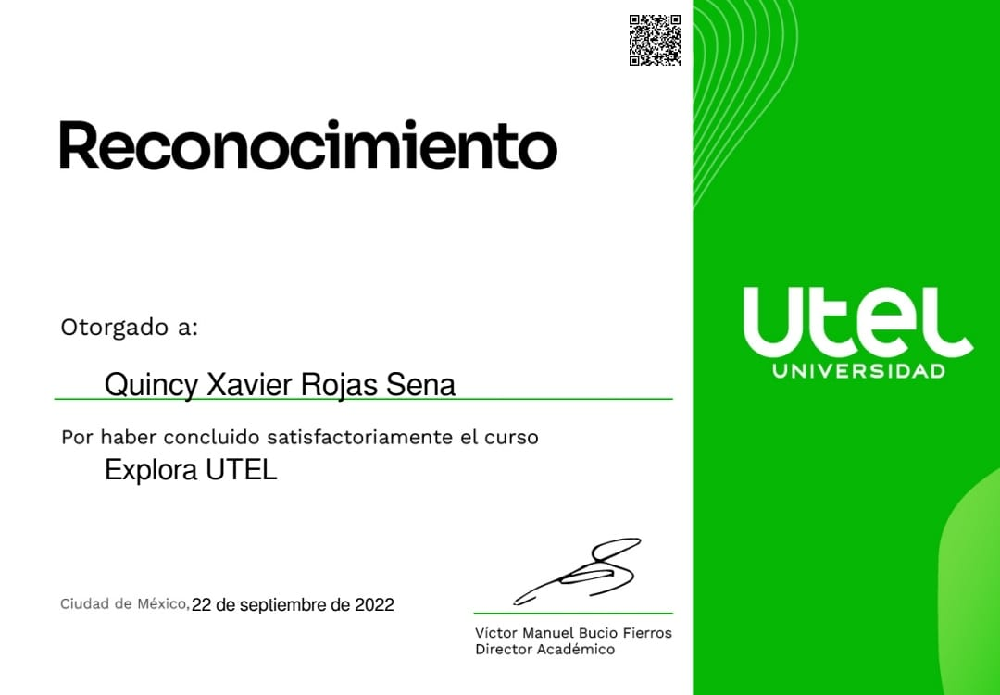 Reconocimiento
Otorgado a:
Quincy Xavier Rojas Sena
Por haber concluido satisfactoriamente el curso
Explora UTEL
Ciudad de México, 22 de septiembre de 2022
Víctor Manuel Bucio Fierros
Director Académico
utel
UNIVERSIDAD